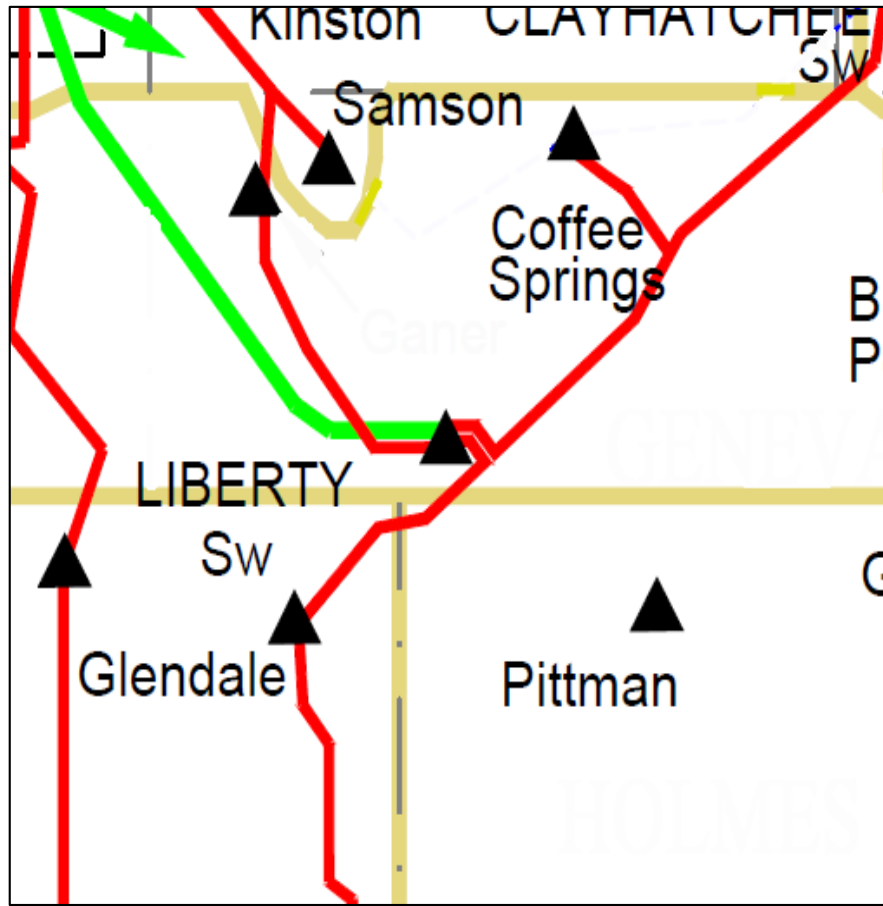 Kinston
CLAYHATCHEE
SW
Samson
Coffee
Springs
B
P
Ganer
GENEVA
LIBERTY
SW
G
Glendale
Pittman
HOLMES